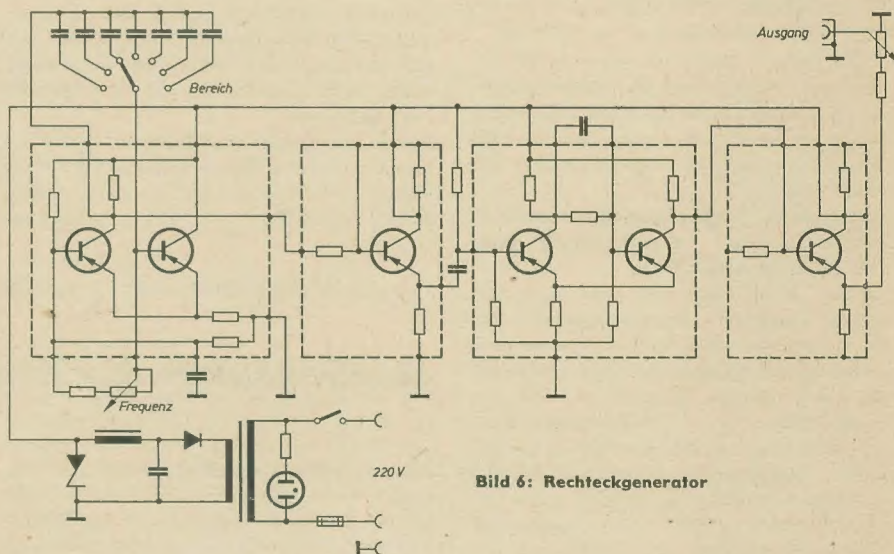 Ausgang
Bereich
Frequenz
220 V
Bild 6: Rechteckgenerator